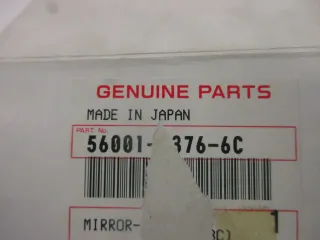 GENUINE PARTS
MADE IN JAPAN
PART No.
56001- 376-6C
MIRROR-
1